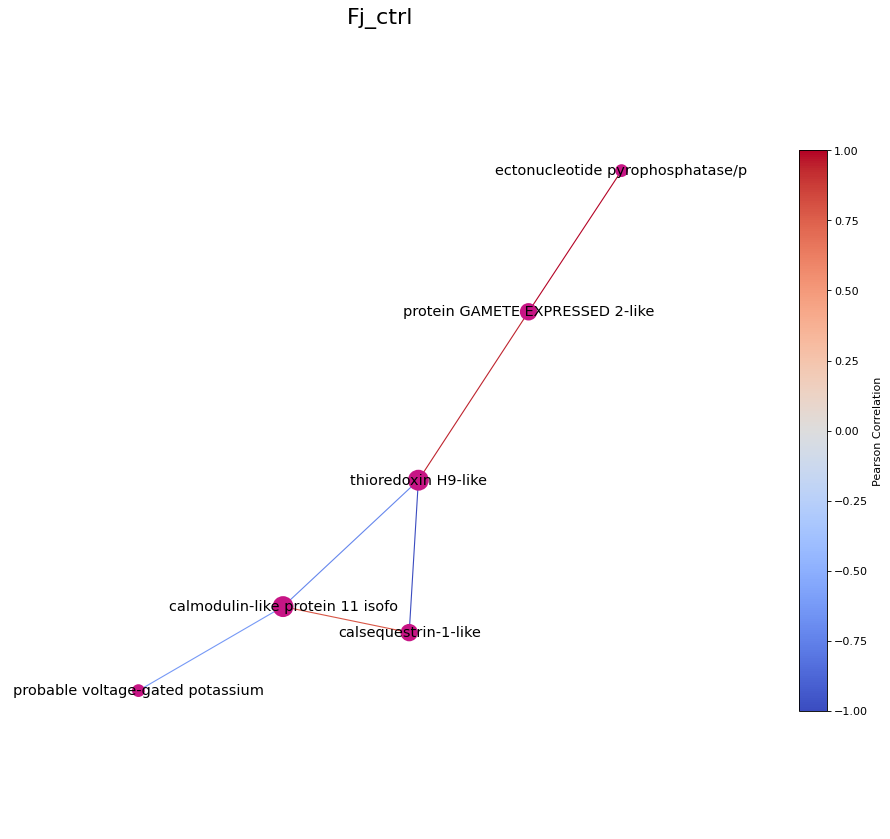 Fj_ctrl
ectonucleotide pyrophosphatase/p
protein GAMETE EXPRESSED 2-like
thioredoxin H9-like
calmodulin-like protein 11 isofo
calsequestrin-1-like
probable voltage-gated potassium
1.00
0.75
0.50
0.25
0.00
−0.25
−0.50
−0.75
−1.00
Pearson Correlation